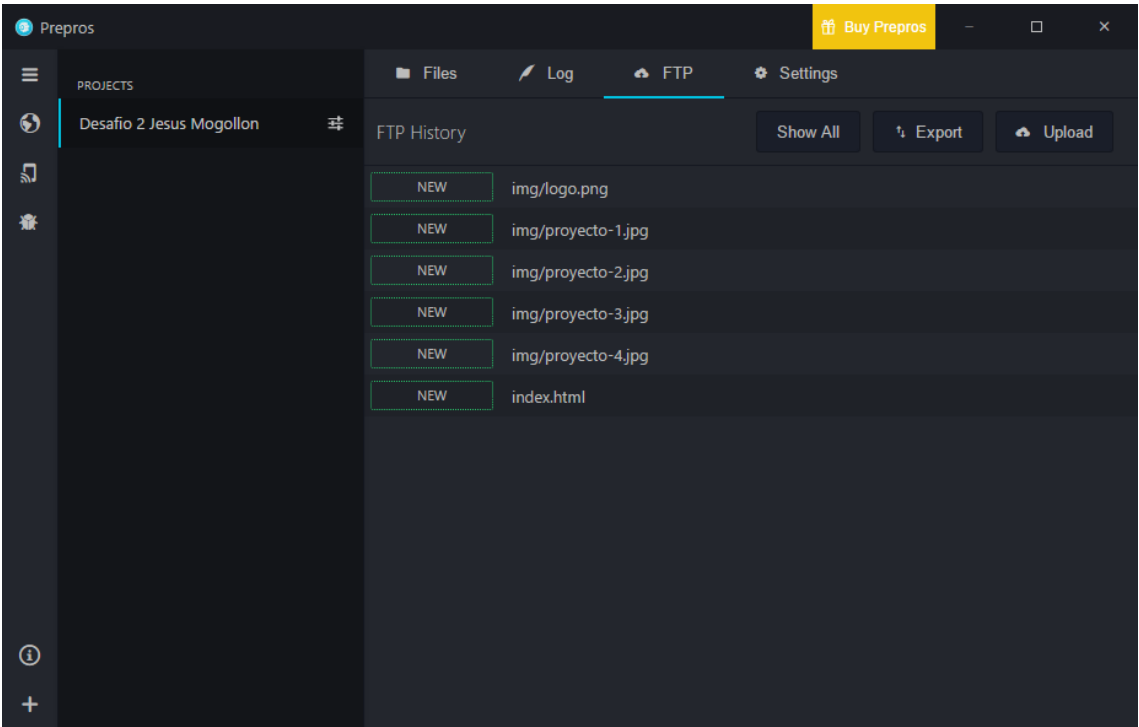 Prepros
Buy Prepros
PROJECTS
Desafio 2 Jesus Mogollon
Files
Log
FTP
Settings
FTP History
Show All
Export
Upload
NEW img/logo.png
NEW img/proyecto-1.jpg
NEW img/proyecto-2.jpg
NEW img/proyecto-3.jpg
NEW img/proyecto-4.jpg
NEW index.html